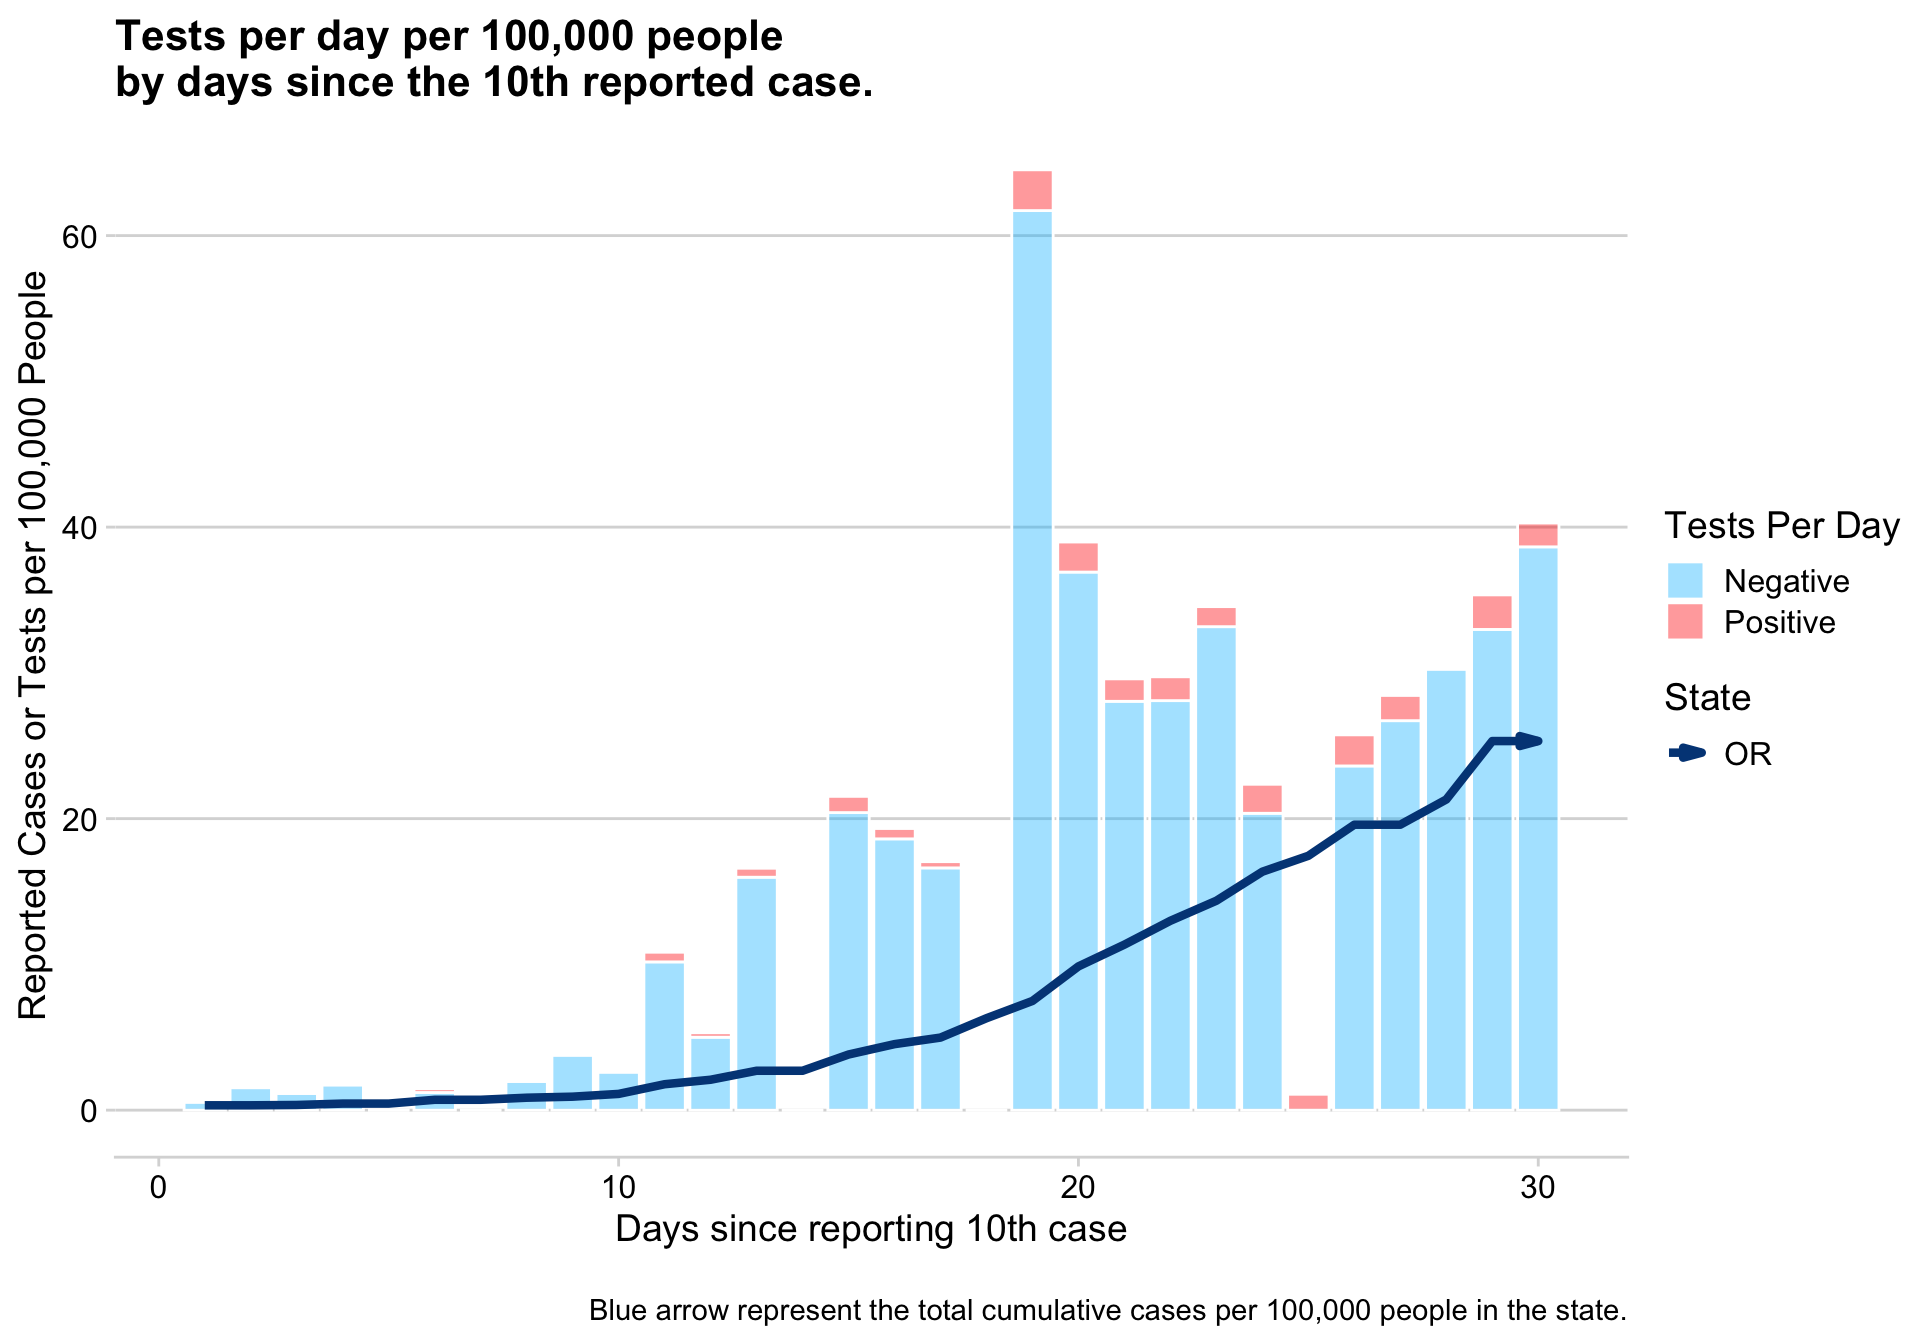 Tests per day per 100,000 people
by days since the 10th reported case.
Reported Cases or Tests per 100,000 People
60
40
20
0
0
10
20
30
Days since reporting 10th case
Tests Per Day
Negative
Positive
State
OR
Blue arrow represent the total cumulative cases per 100,000 people in the state.